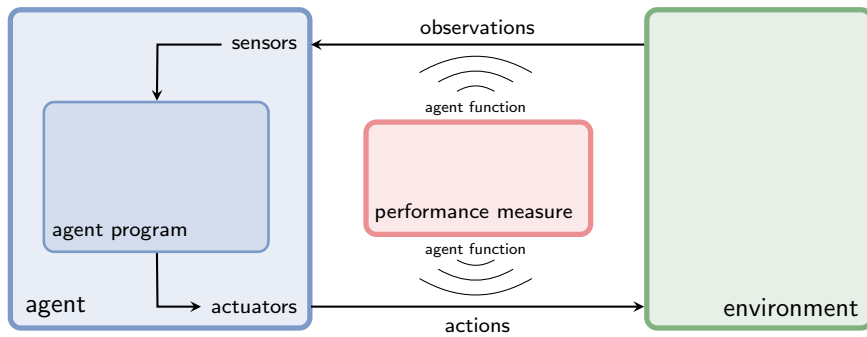 observations
sensors
agent function
agent program
performance measure
agent function
agent
actuators
environment
actions